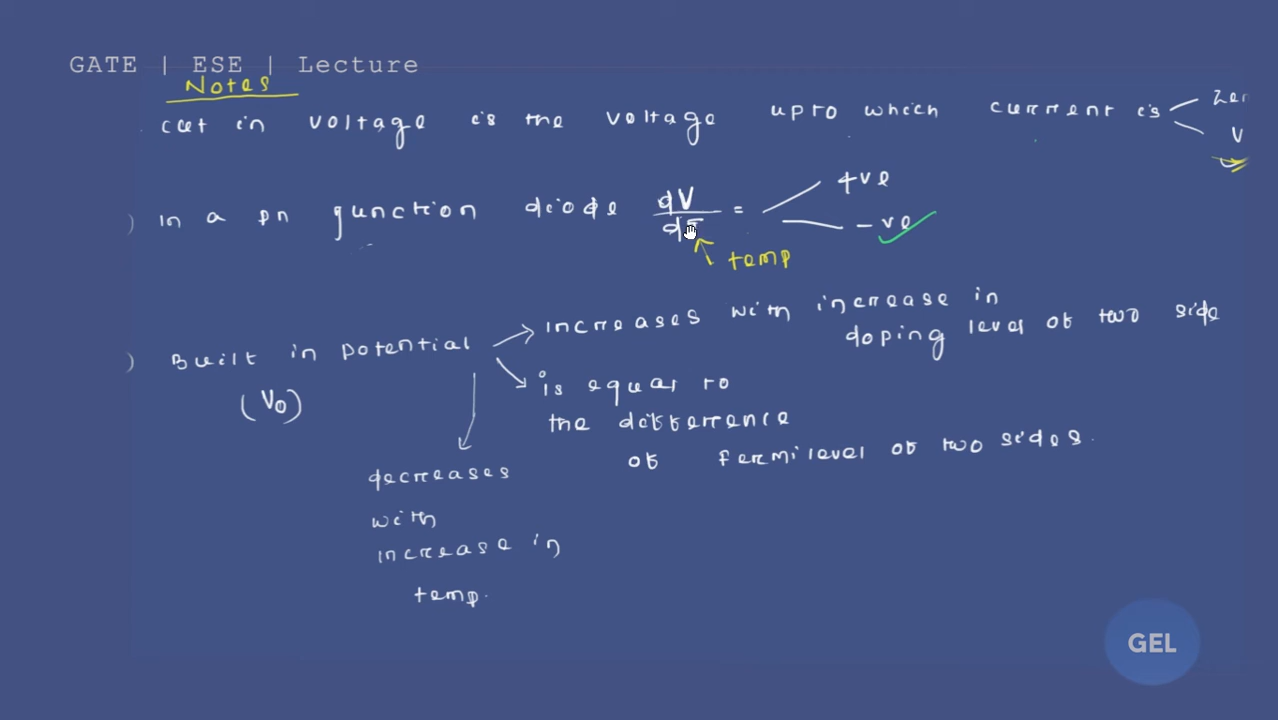 GATE | ESE | Lecture
Notes
cut in voltage is the voltage upto which current is
V
) In a pn junction diode dV/dT = +ve
- ve
temp
) Built in potential increases with increase in
doping level of two side
(V0)
is equal to
the difference
of fermi level of two sides.
decreases
with
increase in
temp.
GEL